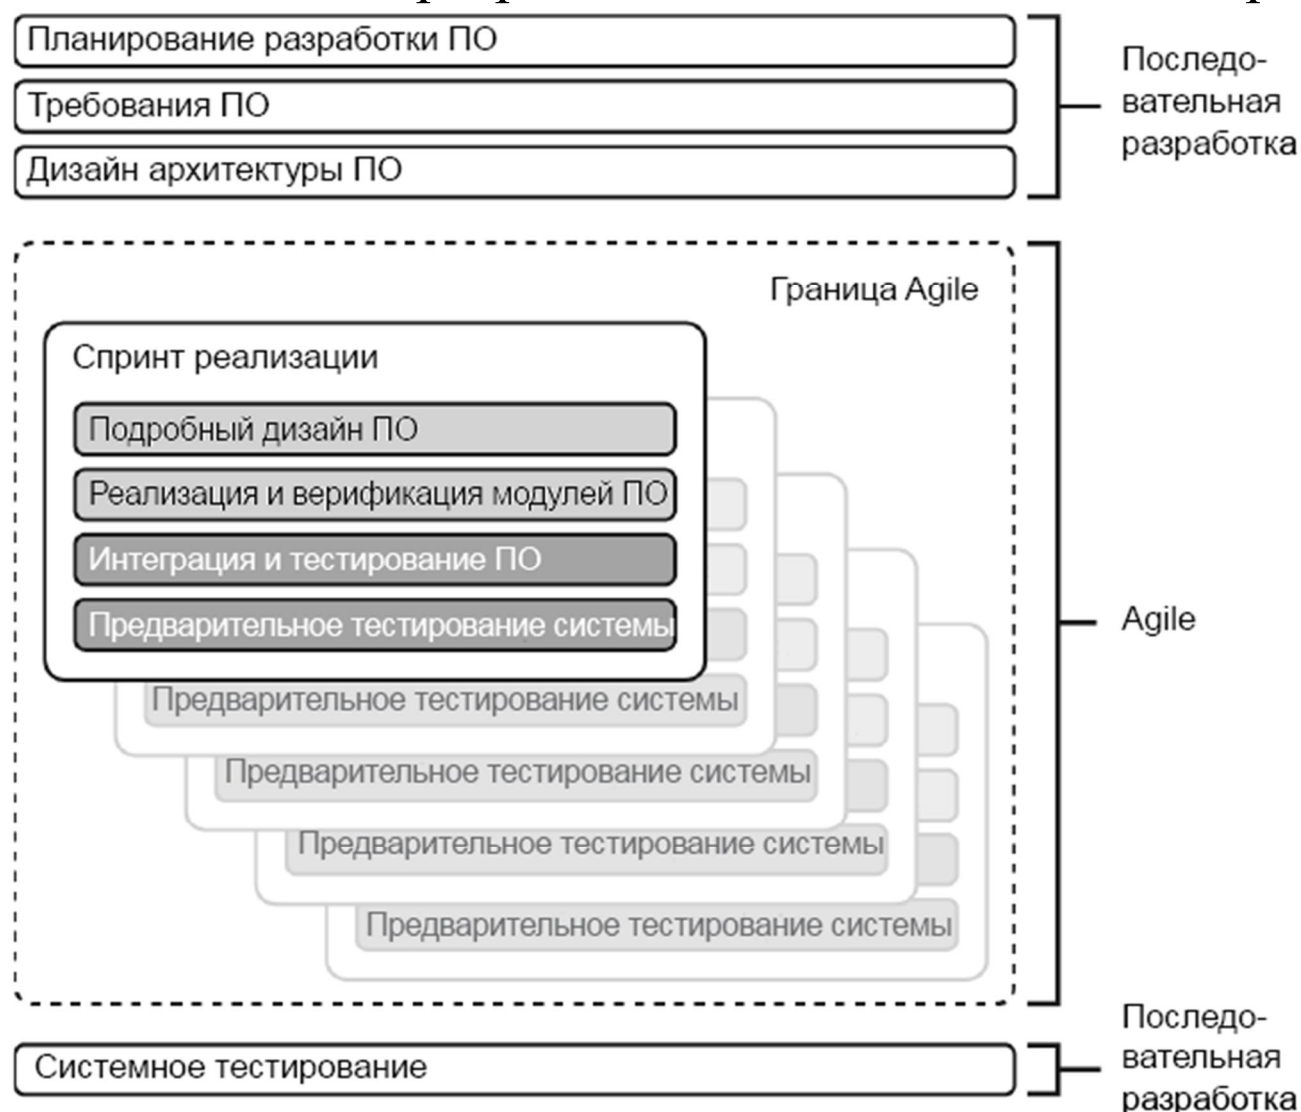 Планирование разработки ПО
Требования ПО
Дизайн архитектуры ПО
Последо-
вательная
разработка
Граница Agile
Спринт реализации
Подробный дизайн ПО
Реализация и верификация модулей ПО
Интеграция и тестирование ПО
Предварительное тестирование системы
Предварительное тестирование системы
Предварительное тестирование системы
Предварительное тестирование системы
Предварительное тестирование системы
Agile
Системное тестирование
Последо-
вательная
разработка